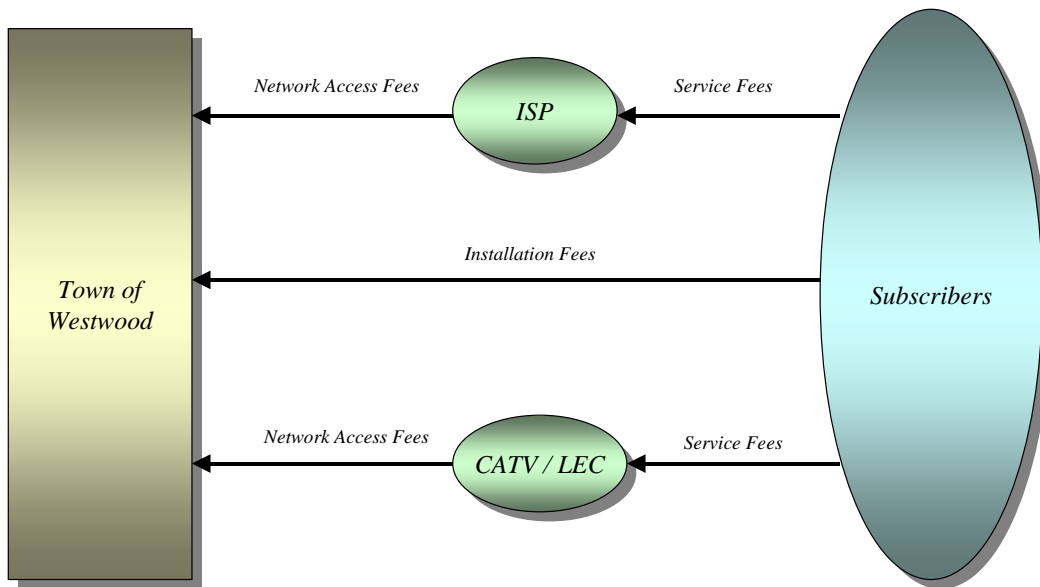 Network Access Fees
ISP
Service Fees
Installation Fees
Town of
Westwood
Subscribers
Network Access Fees
CATV / LEC
Service Fees